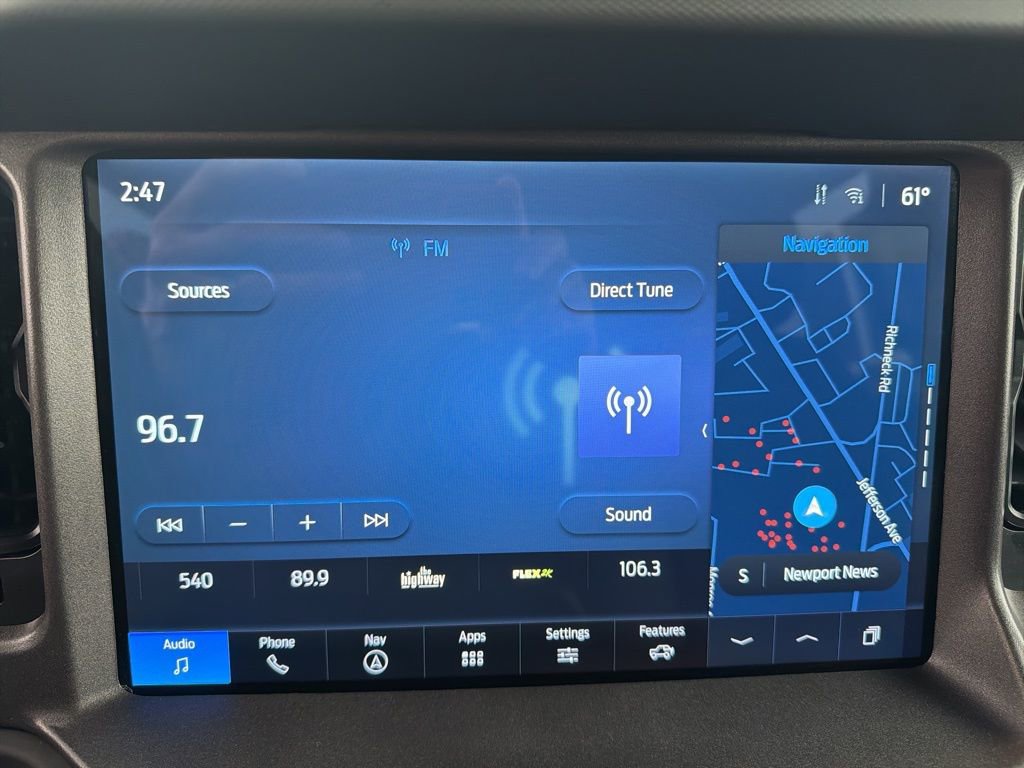 2:47
61°
FM
Navigation
Sources
Direct Tune
Richneck Rd
96.7
Jefferson Ave
Sound
S
Newport News
540
89.9
the
highway
FLEX2K
106.3
Audio
Phone
Nav
Apps
Settings
Features